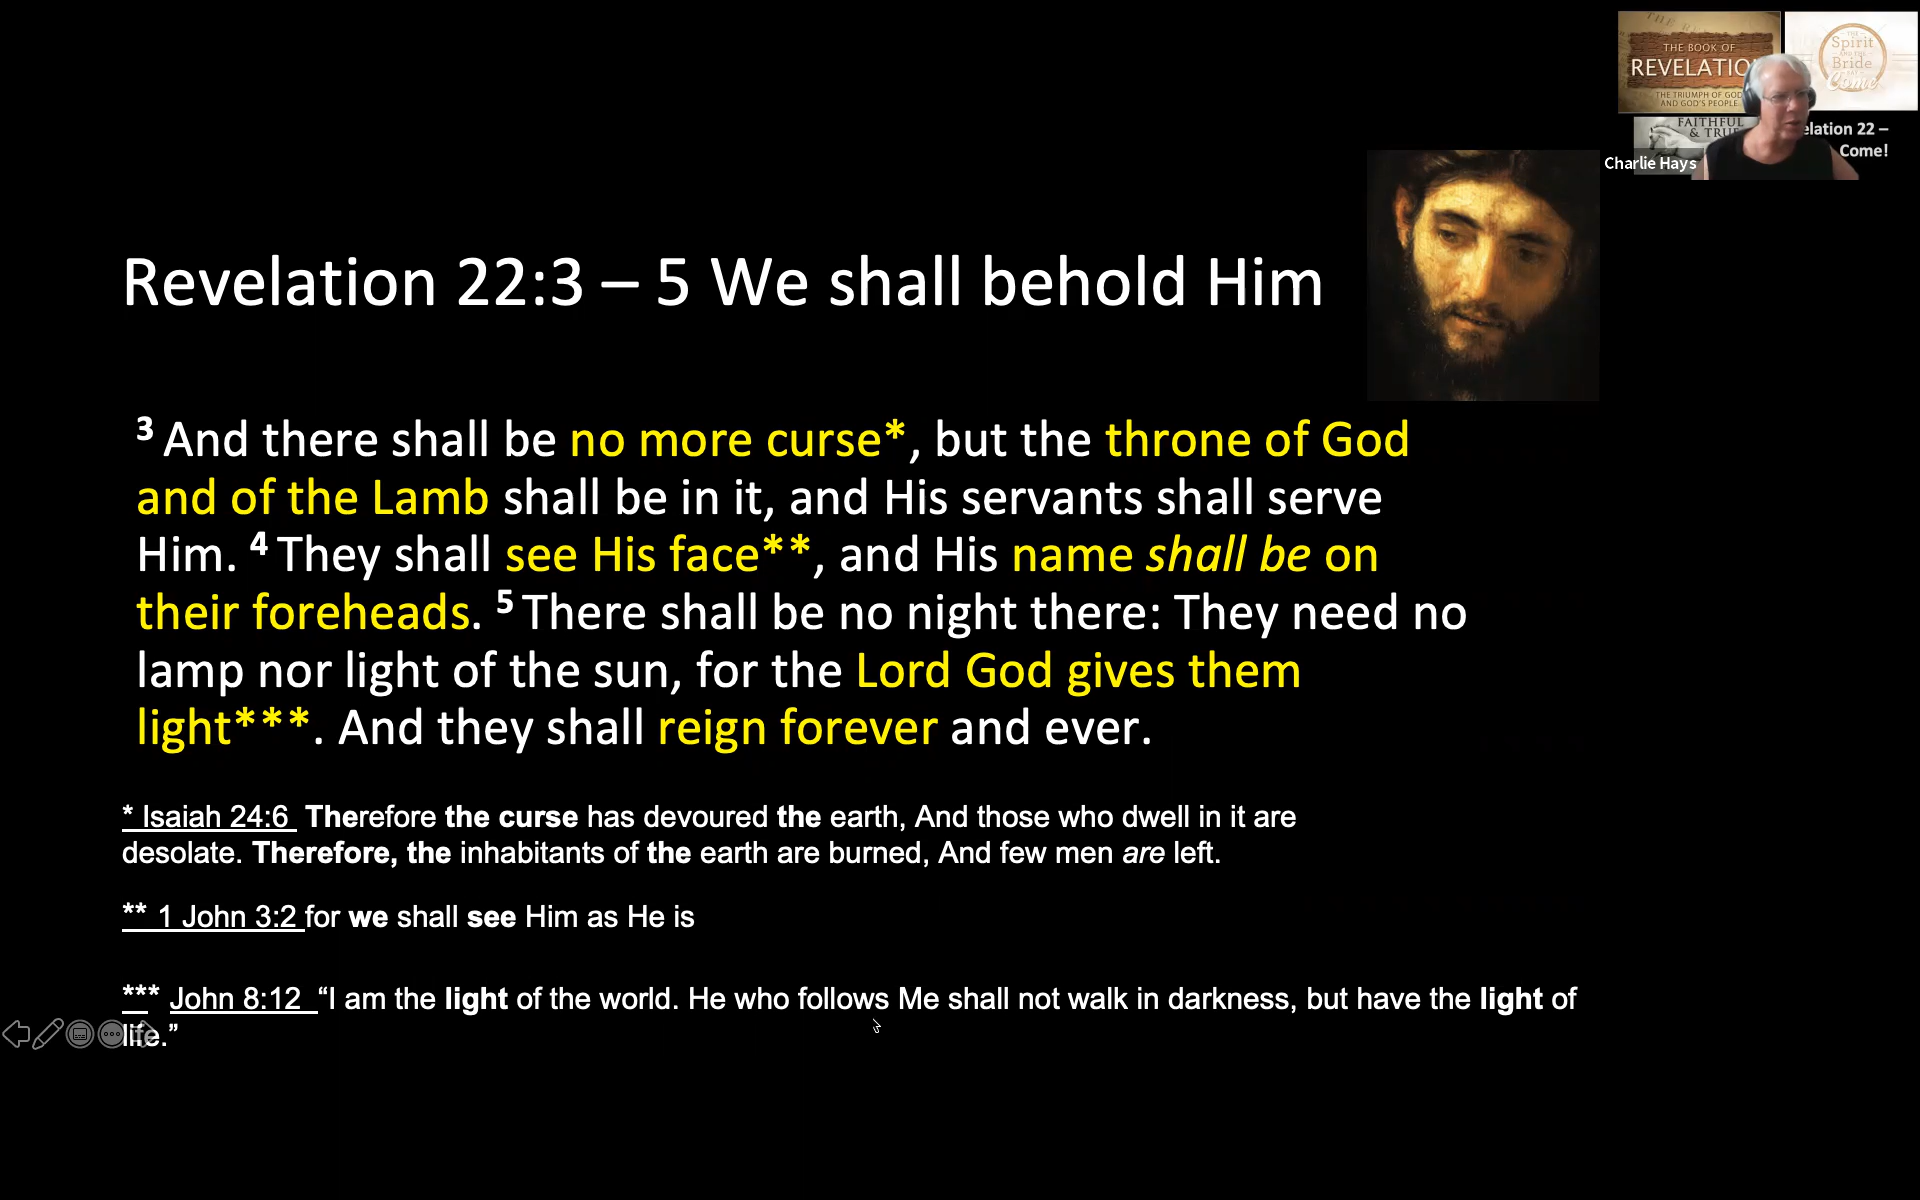 THE BOOK OF
REVELATIO
THE TRIUMPH OF GOD
AND GOD'S PEOPLE
THE
Spirit
AND THE
Bride
Come
FAITHFUL
& TRU
elation 22 –
Come!
Charlie Hays
Revelation 22:3 – 5 We shall behold Him
3 And there shall be no more curse*, but the throne of God
and of the Lamb shall be in it, and His servants shall serve
Him. 4 They shall see His face**, and His name shall be on
their foreheads. 5 There shall be no night there: They need no
lamp nor light of the sun, for the Lord God gives them
light***. And they shall reign forever and ever.
* Isaiah 24:6 Therefore the curse has devoured the earth, And those who dwell in it are
desolate. Therefore, the inhabitants of the earth are burned, And few men are left.
** 1 John 3:2 for we shall see Him as He is
*** John 8:12 “I am the light of the world. He who follows Me shall not walk in darkness, but have the light of
life.”